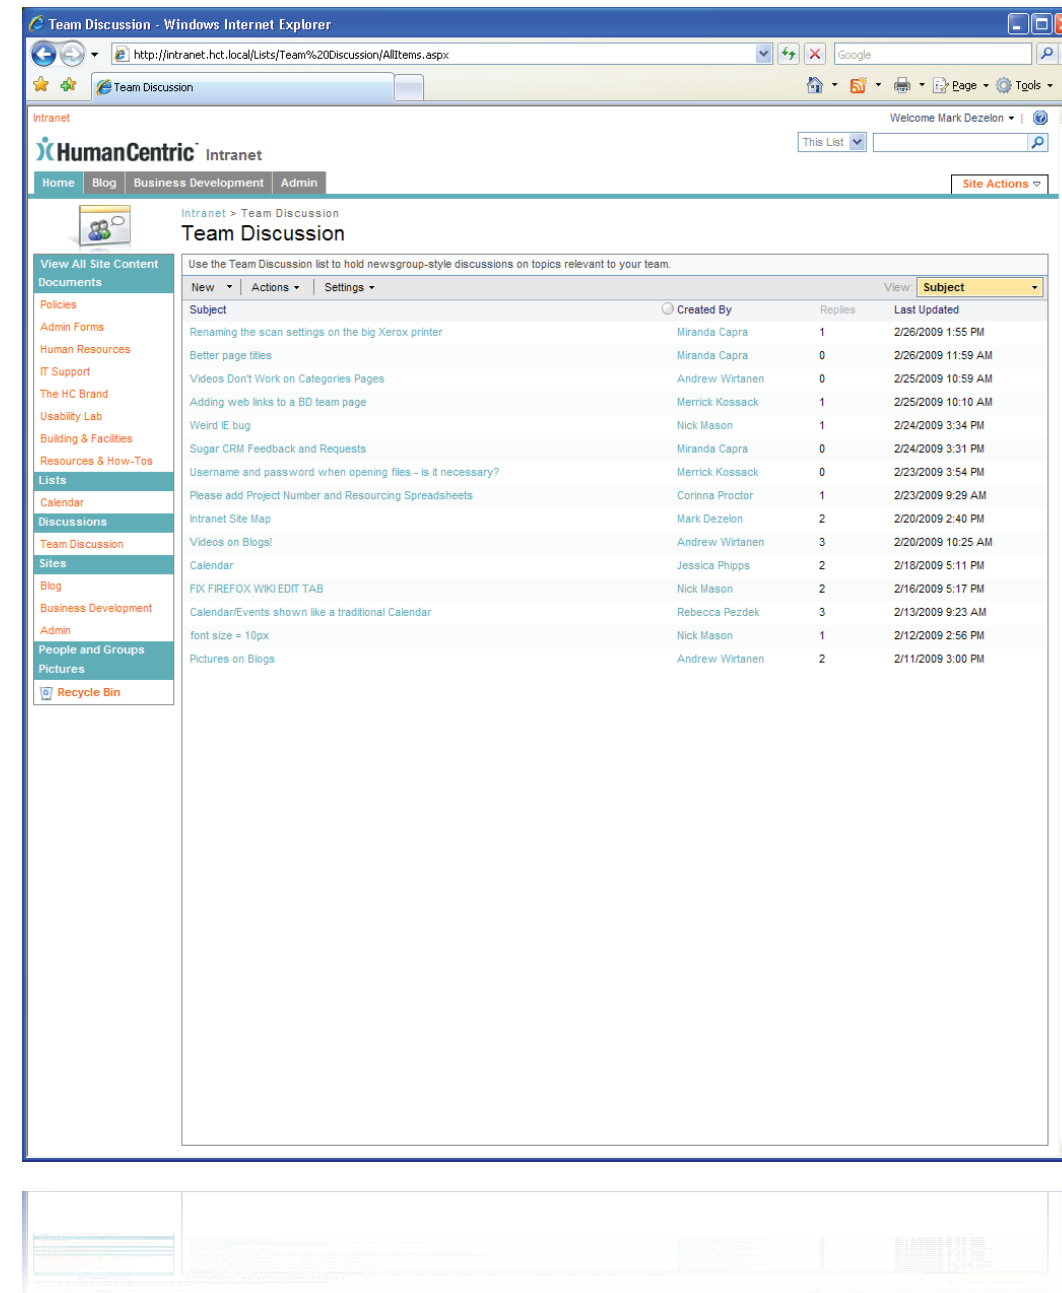 Team Discussion - Windows Internet Explorer
http://intranet.hct.local/Lists/Team%20Discussion/AllItems.aspx
Google
Team Discussion
Page
Tools
Intranet
Welcome Mark Dezelon
HumanCentric Intranet
This List
Home Blog Business Development Admin
Site Actions
Intranet > Team Discussion
Team Discussion
View All Site Content
Documents
Policies
Admin Forms
Human Resources
IT Support
The HC Brand
Usability Lab
Building & Facilities
Resources & How-Tos
Lists
Calendar
Discussions
Team Discussion
Sites
Blog
Business Development
Admin
People and Groups
Pictures
Recycle Bin
Use the Team Discussion list to hold newsgroup-style discussions on topics relevant to your team.
New Actions Settings View: Subject
Subject Created By Replies Last Updated
Renaming the scan settings on the big Xerox printer Miranda Capra 1 2/26/2009 1:55 PM
Better page titles Miranda Capra 0 2/26/2009 11:59 AM
Videos Don't Work on Categories Pages Andrew Wirtanen 0 2/25/2009 10:59 AM
Adding web links to a BD team page Merrick Kossack 1 2/25/2009 10:10 AM
Weird IE bug Nick Mason 1 2/24/2009 3:34 PM
Sugar CRM Feedback and Requests Miranda Capra 0 2/24/2009 3:31 PM
Username and password when opening files - is it necessary? Merrick Kossack 0 2/23/2009 3:54 PM
Please add Project Number and Resourcing Spreadsheets Corinna Proctor 1 2/23/2009 9:29 AM
Intranet Site Map Mark Dezelon 2 2/20/2009 2:40 PM
Videos on Blogs! Andrew Wirtanen 3 2/20/2009 10:25 AM
Calendar Jessica Phipps 2 2/18/2009 5:11 PM
FIX FIREFOX WIKI EDIT TAB Nick Mason 2 2/16/2009 5:17 PM
Calendar/Events shown like a traditional Calendar Rebecca Pezdek 3 2/13/2009 9:23 AM
font size = 10px Nick Mason 1 2/12/2009 2:56 PM
Pictures on Blogs Andrew Wirtanen 2 2/11/2009 3:00 PM